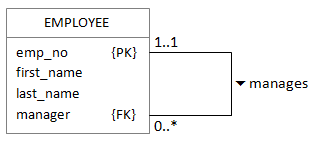 EMPLOYEE
emp_no {PK}
first_name
last_name
manager {FK}
1..1
manages
0..*